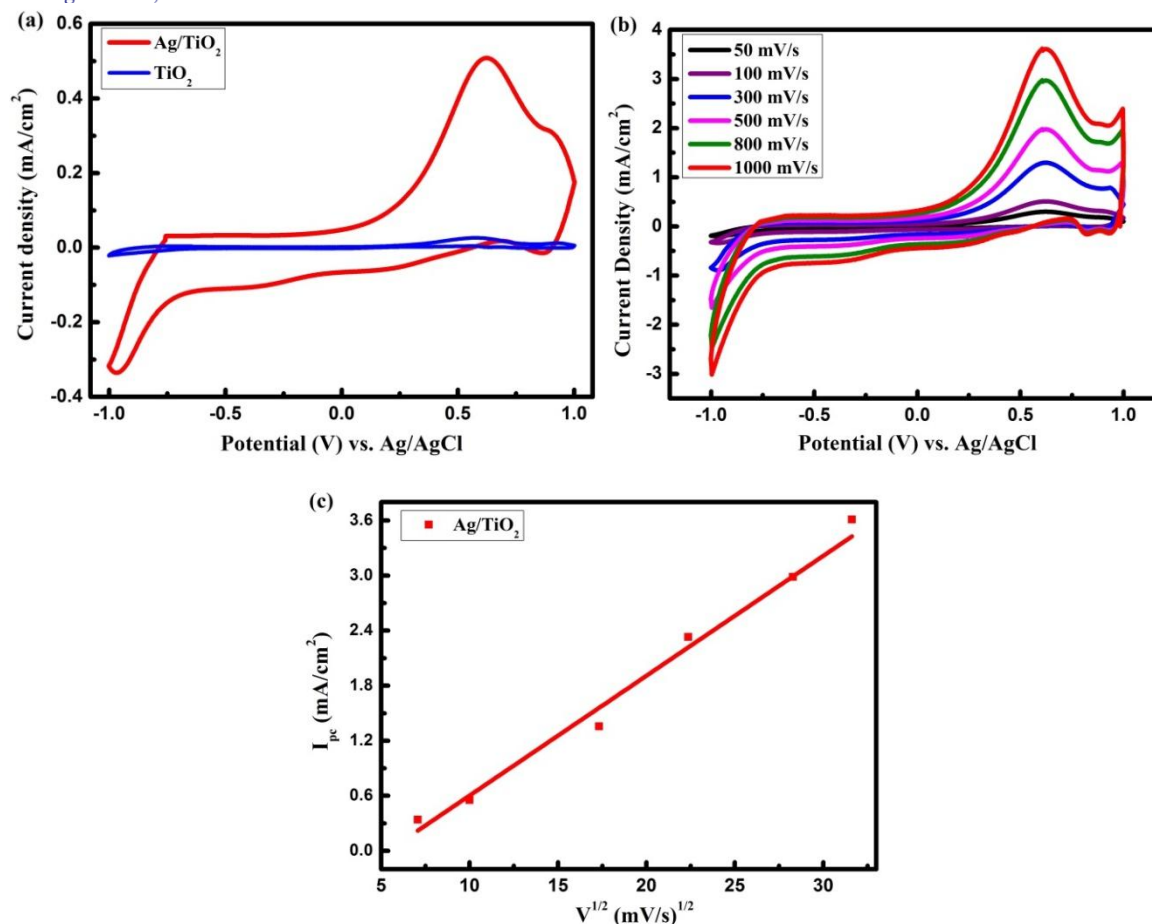 (a)
Ag/TiO₂
TiO₂
0.6
0.4
0.2
0.0
-0.2
-0.4
Current density (mA/cm²)
-1.0
-0.5
0.0
0.5
1.0
Potential (V) vs. Ag/AgCl
(b)
50 mV/s
100 mV/s
300 mV/s
500 mV/s
800 mV/s
1000 mV/s
4
3
2
1
0
-1
-2
-3
Current Density (mA/cm²)
-1.0
-0.5
0.0
0.5
1.0
Potential (V) vs. Ag/AgCl
(c)
Ag/TiO₂
3.6
3.0
2.4
1.8
1.2
0.6
0.0
I_pc (mA/cm²)
5
10
15
20
25
30
V^1/2 (mV/s)^1/2